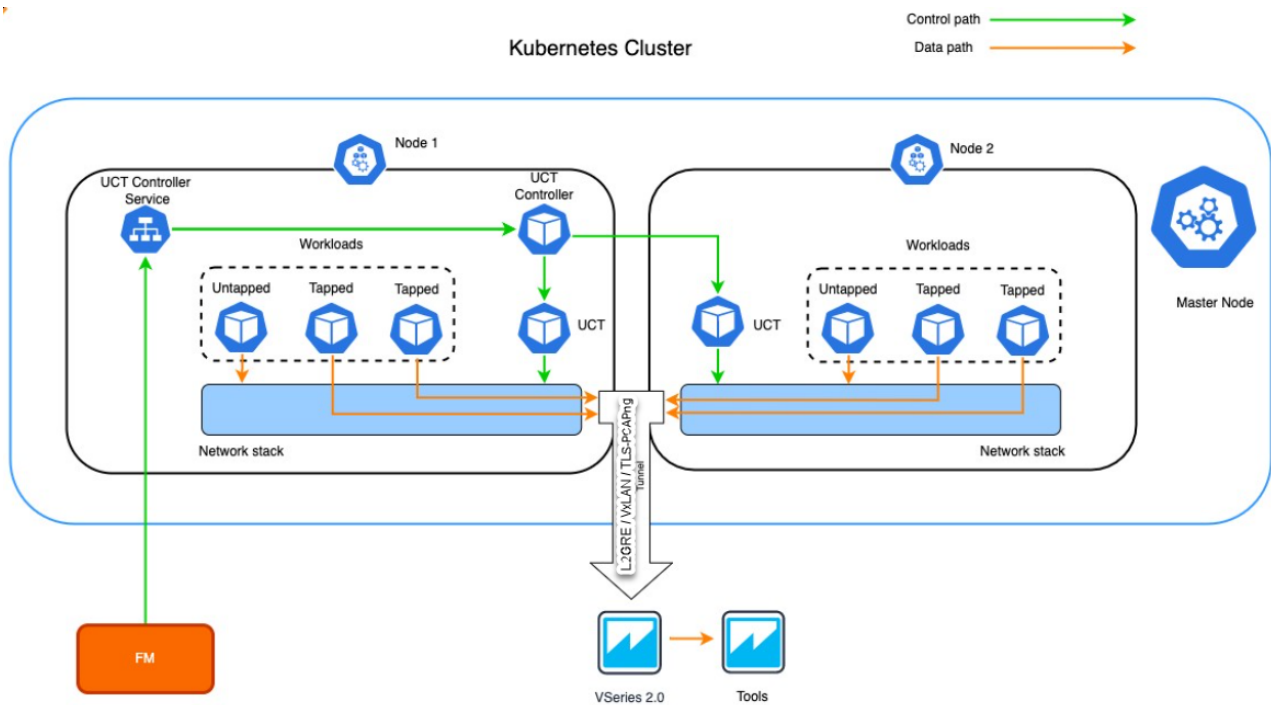 Control path
Data path
Kubernetes Cluster
Node 1
Node 2
UCT Controller
Service
UCT
Controller
Workloads
Workloads
Untapped
Tapped
Tapped
Untapped
Tapped
Tapped
Master Node
UCT
UCT
Network stack
Network stack
L2GRE / VxLAN / TLS-PCAPng
Tunnel
FM
VSeries 2.0
Tools